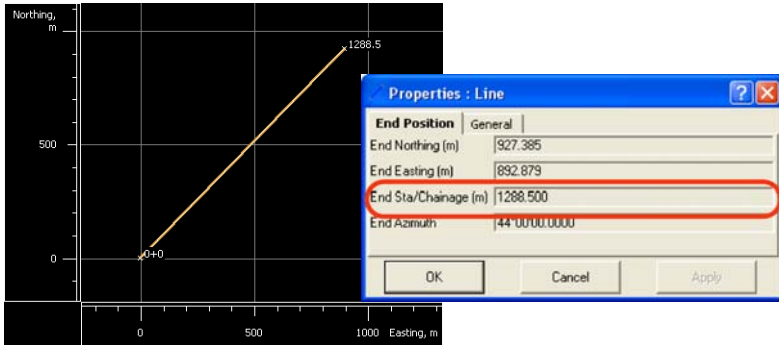 Northing,
m
1288.5
500
0
0+0
0
500
1000
Easting, m
Properties : Line
End Position
General
End Northing (m)
927.385
End Easting (m)
892.879
End Sta/Chainage (m)
1288.500
End Azimuth
44°00'00.0000
OK
Cancel
Apply